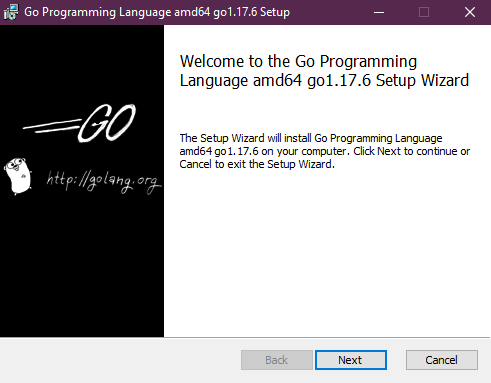 Go Programming Language amd64 go1.17.6 Setup
Welcome to the Go Programming
Language amd64 go1.17.6 Setup Wizard
GO
http://golang.org
The Setup Wizard will install Go Programming Language
amd64 go1.17.6 on your computer. Click Next to continue or
Cancel to exit the Setup Wizard.
Back
Next
Cancel